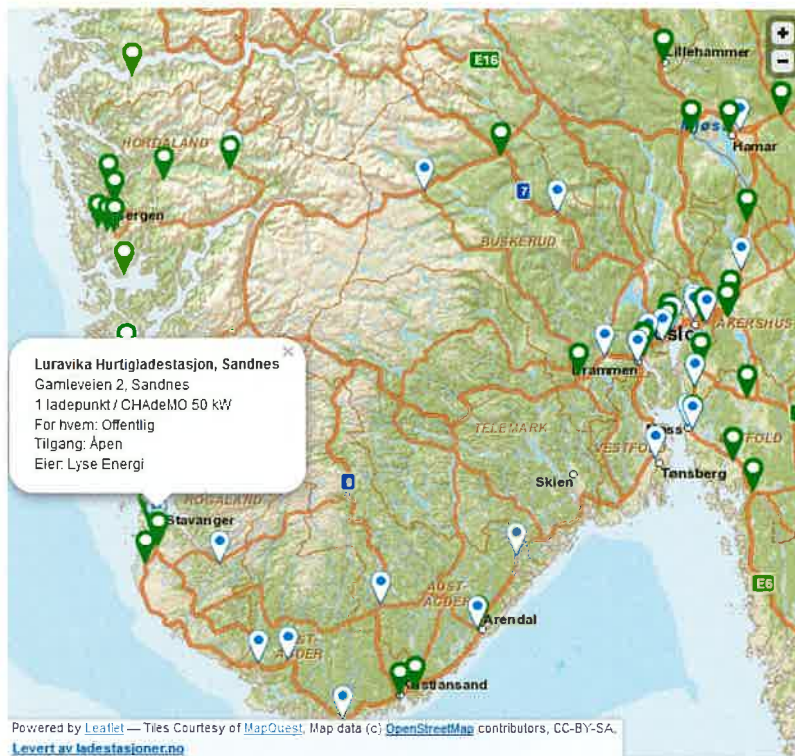 Lillehammer
E16
Hamar
HORDALAND
ergen
7
BUSKERUD
AKERSHUS
Luravika Hurtigladestasjon, Sandnes
Gamleveien 2, Sandnes
1 ladepunkt / CHAdeMO 50 kW
For hvem: Offentlig
Tilgang: Åpen
Eier: Lyse Energi
Drammen
TELEMARK
VESTFOLD
Tønsberg
Skien
9
ROGALAND
Stavanger
E6
AUST-
AGDER
Arendal
AGDER
Kristiansand
Powered by Leaflet — Tiles Courtesy of MapQuest, Map data (c) OpenStreetMap contributors, CC-BY-SA,
Levert av ladestasjoner.no